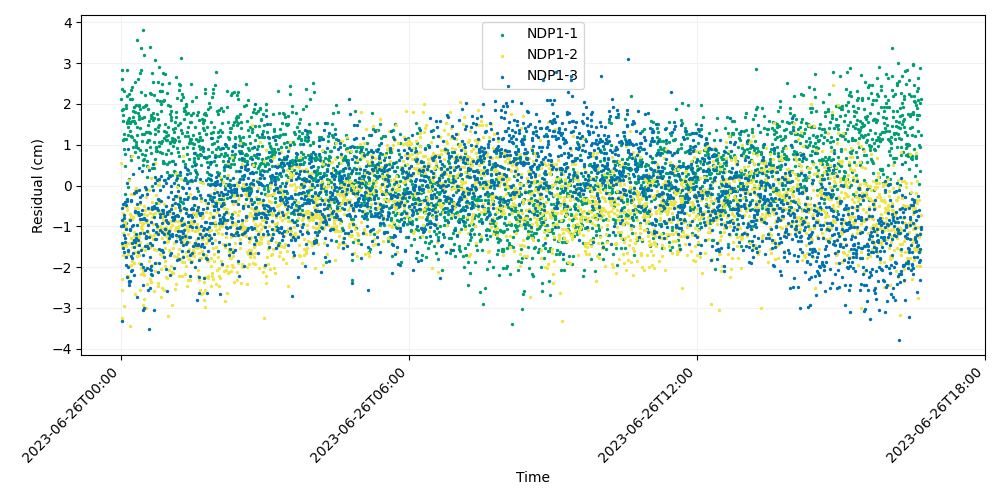 4
3
2
1
0
−1
−2
−3
−4
Residual (cm)
NDP1-1
NDP1-2
NDP1-3
2023-06-26T00:00
2023-06-26T06:00
2023-06-26T12:00
2023-06-26T18:00
Time